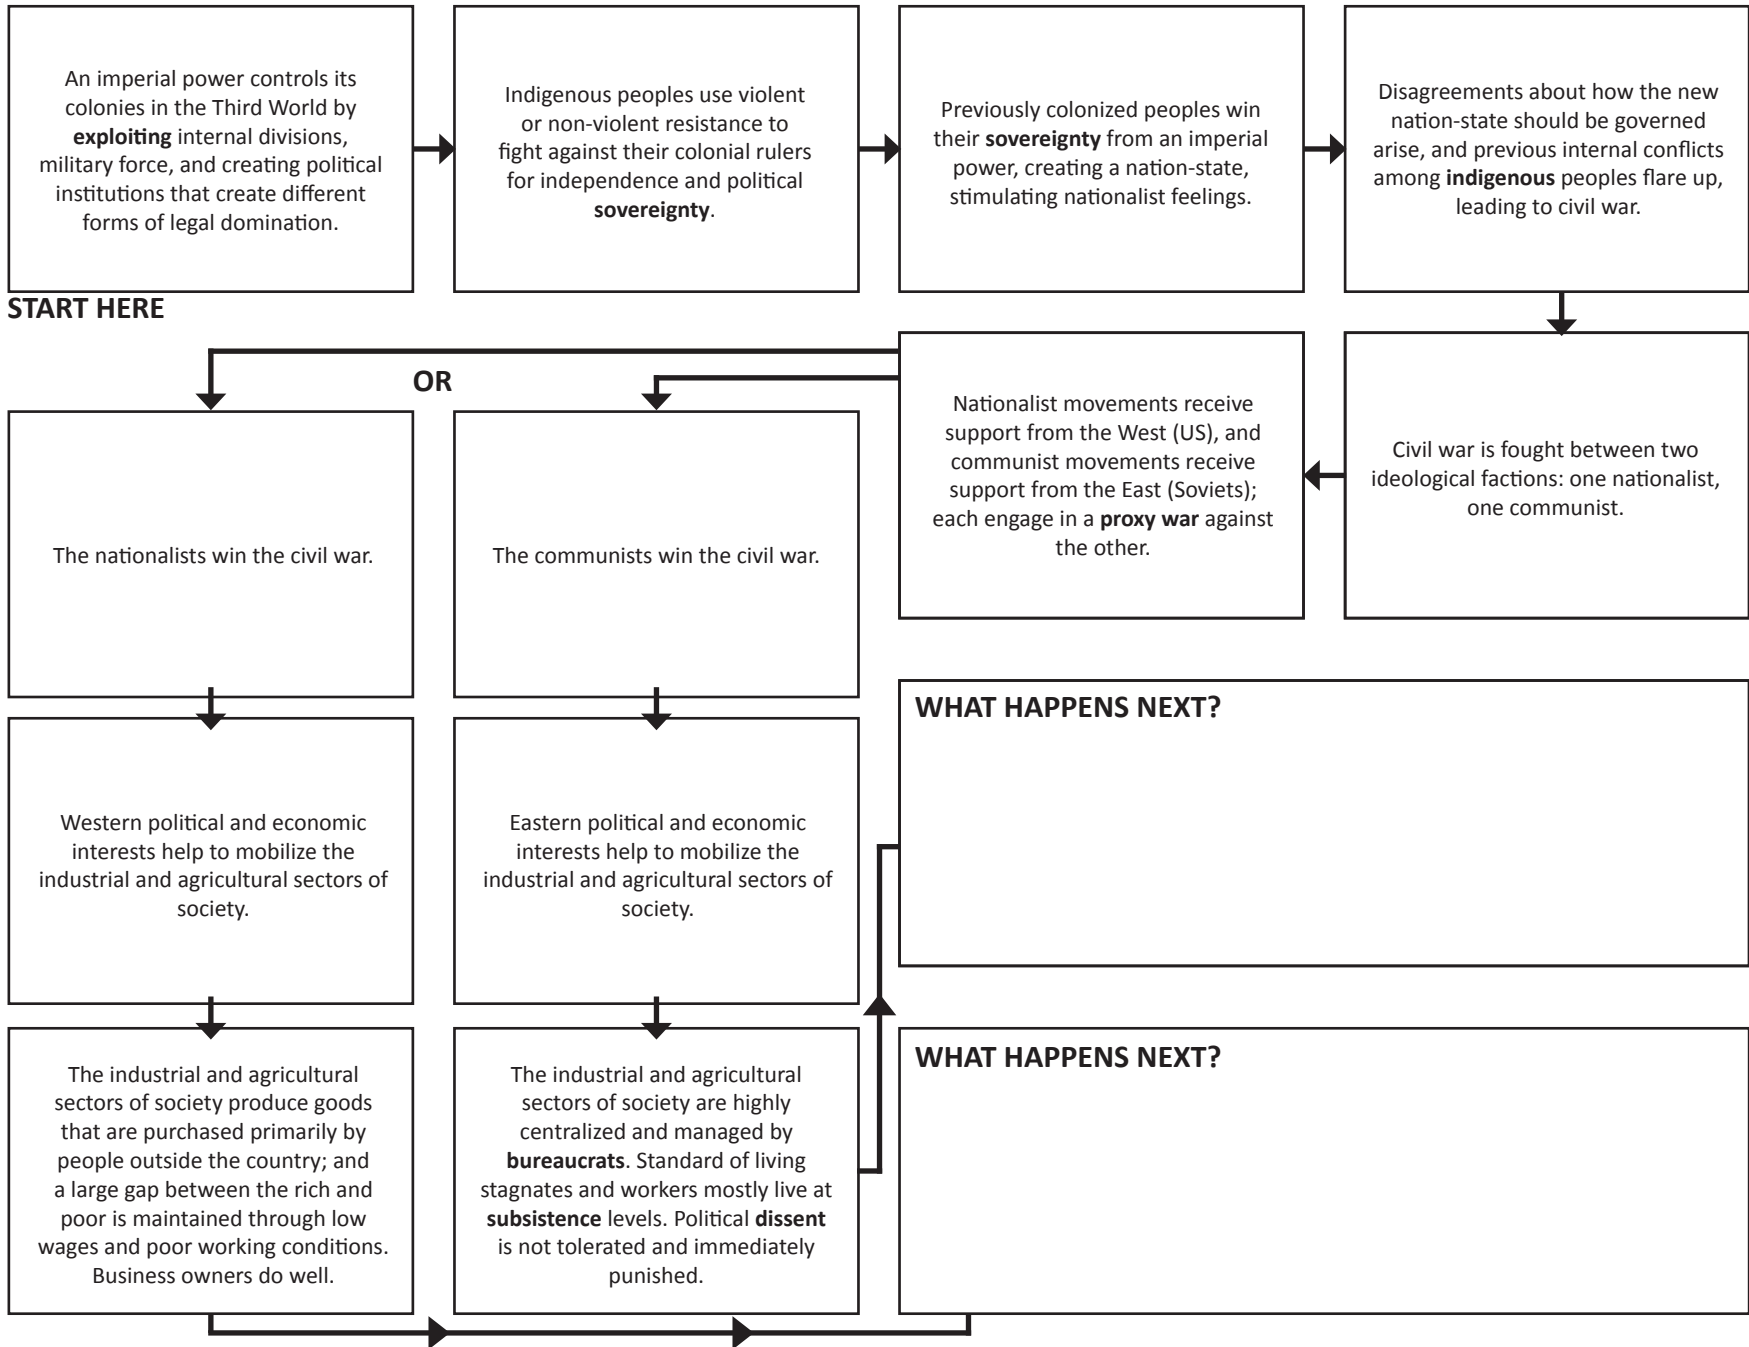 An imperial power controls its
colonies in the Third World by
exploiting internal divisions,
military force, and creating political
institutions that create different
forms of legal domination.
START HERE
Indigenous peoples use violent
or non-violent resistance to
fight against their colonial rulers
for independence and political
sovereignty.
Previously colonized peoples win
their sovereignty from an imperial
power, creating a nation-state,
stimulating nationalist feelings.
Disagreements about how the new
nation-state should be governed
arise, and previous internal conflicts
among indigenous peoples flare up,
leading to civil war.
Civil war is fought between two
ideological factions: one nationalist,
one communist.
Nationalist movements receive
support from the West (US), and
communist movements receive
support from the East (Soviets);
each engage in a proxy war against
the other.
OR
The nationalists win the civil war.
The communists win the civil war.
Western political and economic
interests help to mobilize the
industrial and agricultural sectors of
society.
Eastern political and economic
interests help to mobilize the
industrial and agricultural sectors of
society.
The industrial and agricultural
sectors of society produce goods
that are purchased primarily by
people outside the country; and
a large gap between the rich and
poor is maintained through low
wages and poor working conditions.
Business owners do well.
The industrial and agricultural
sectors of society are highly
centralized and managed by
bureaucrats. Standard of living
stagnates and workers mostly live at
subsistence levels. Political dissent
is not tolerated and immediately
punished.
WHAT HAPPENS NEXT?
WHAT HAPPENS NEXT?